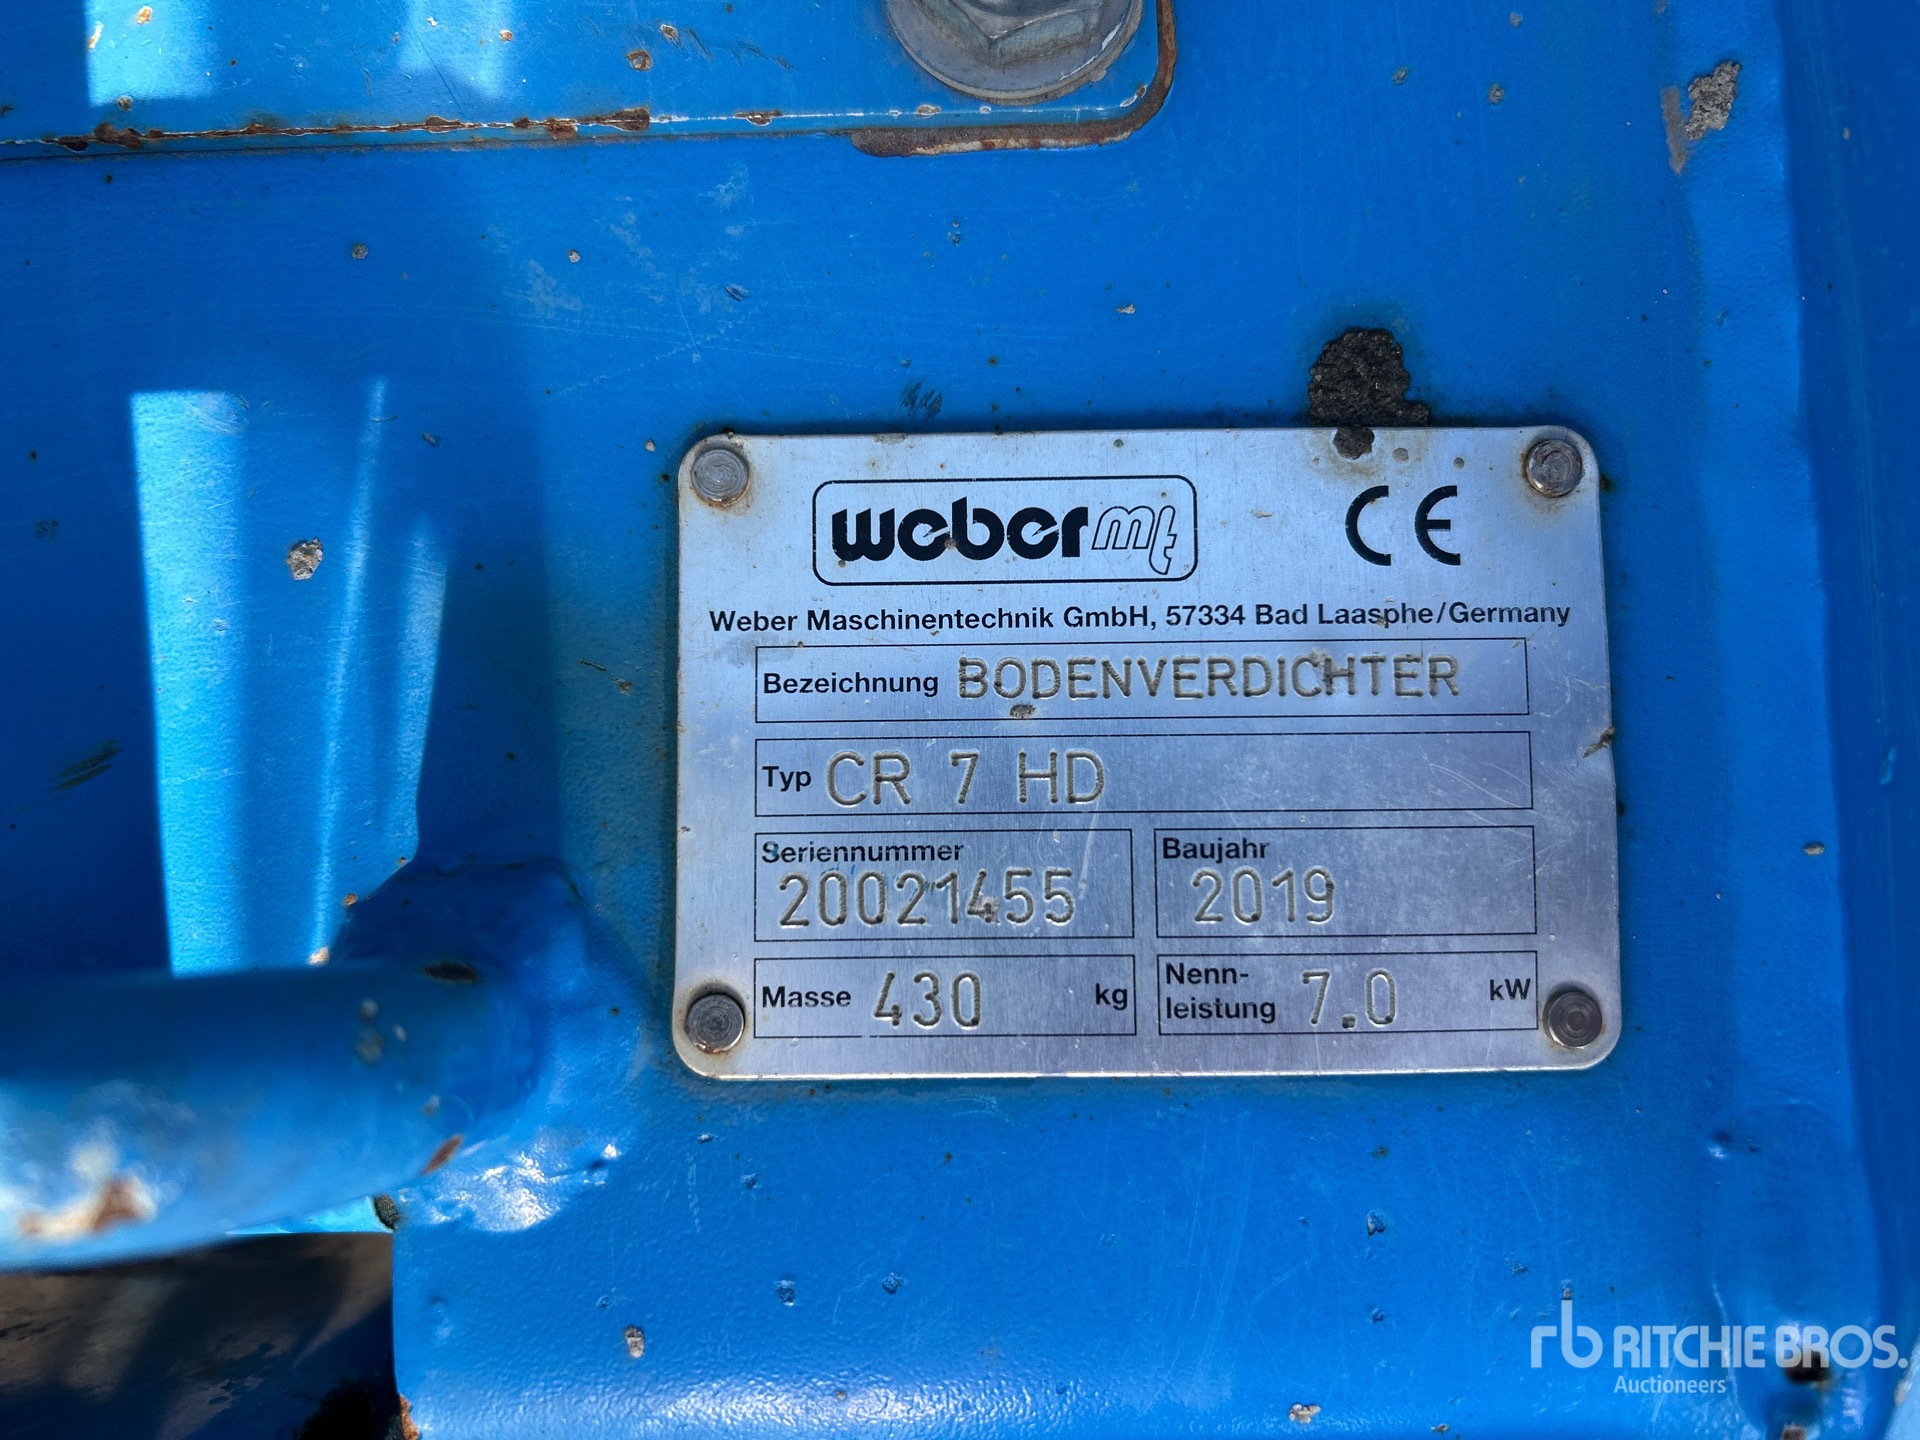 weber mt
CE
Weber Maschinentechnik GmbH, 57334 Bad Laasphe/Germany
Bezeichnung BODENVERDICHTER
Typ CR 7 HD
Seriennummer
20021455
Baujahr
2019
Masse 430 kg
Nenn-
leistung 7.0 kW
rb RITCHIE BROS.
Auctioneers